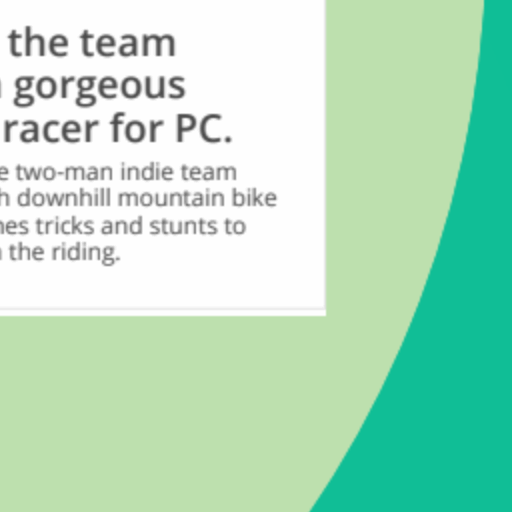 the team
gorgeous
racer for PC.
two-man indie team
downhill mountain bike
tricks and stunts to
the riding.